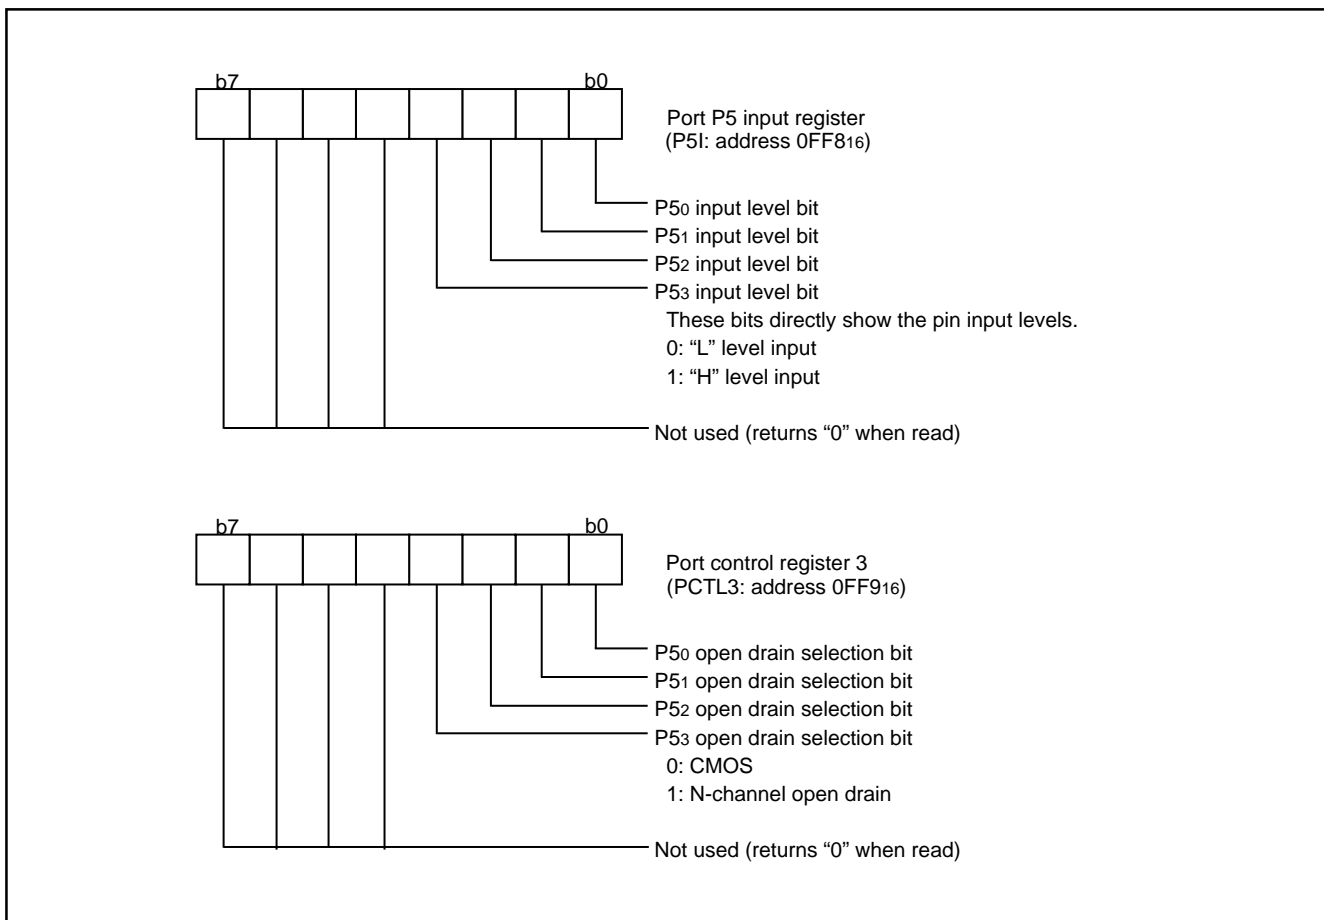 b7 b0
Port P5 input register
(P5I: address 0FF816)
P50 input level bit
P51 input level bit
P52 input level bit
P53 input level bit
These bits directly show the pin input levels.
0: “L” level input
1: “H” level input
Not used (returns “0” when read)
b7 b0
Port control register 3
(PCTL3: address 0FF916)
P50 open drain selection bit
P51 open drain selection bit
P52 open drain selection bit
P53 open drain selection bit
0: CMOS
1: N-channel open drain
Not used (returns “0” when read)